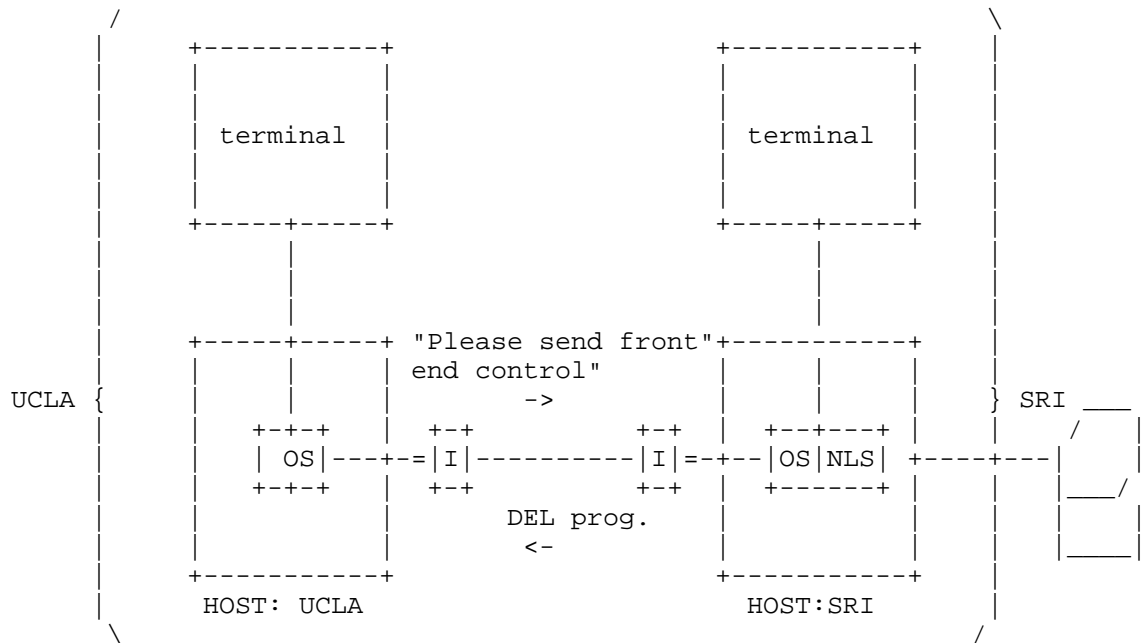 terminal terminal
"Please send front"
end control"
UCLA -> SRI
OS I I OS NLS
DEL prog.
<-
HOST: UCLA HOST:SRI